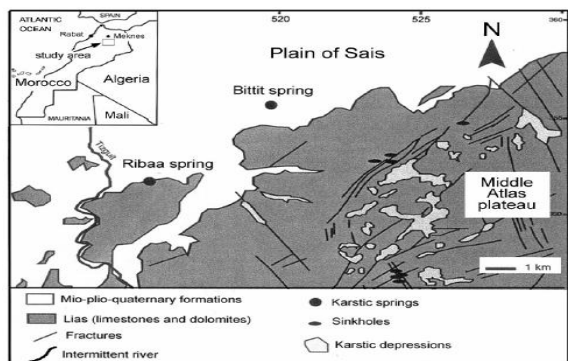 ATLANTIC
OCEAN
SPAIN
Rabat
Meknes
study area
Morocco
Algeria
MAURITANIA
Mali
520
525
360
Plain of Sais
N
Bittit spring
Tiguit
Ribaa spring
Middle
Atlas
plateau
1 km
Mio-plio-quaternary formations
Lias (limestones and dolomites)
Fractures
Intermittent river
Karstic springs
Sinkholes
Karstic depressions